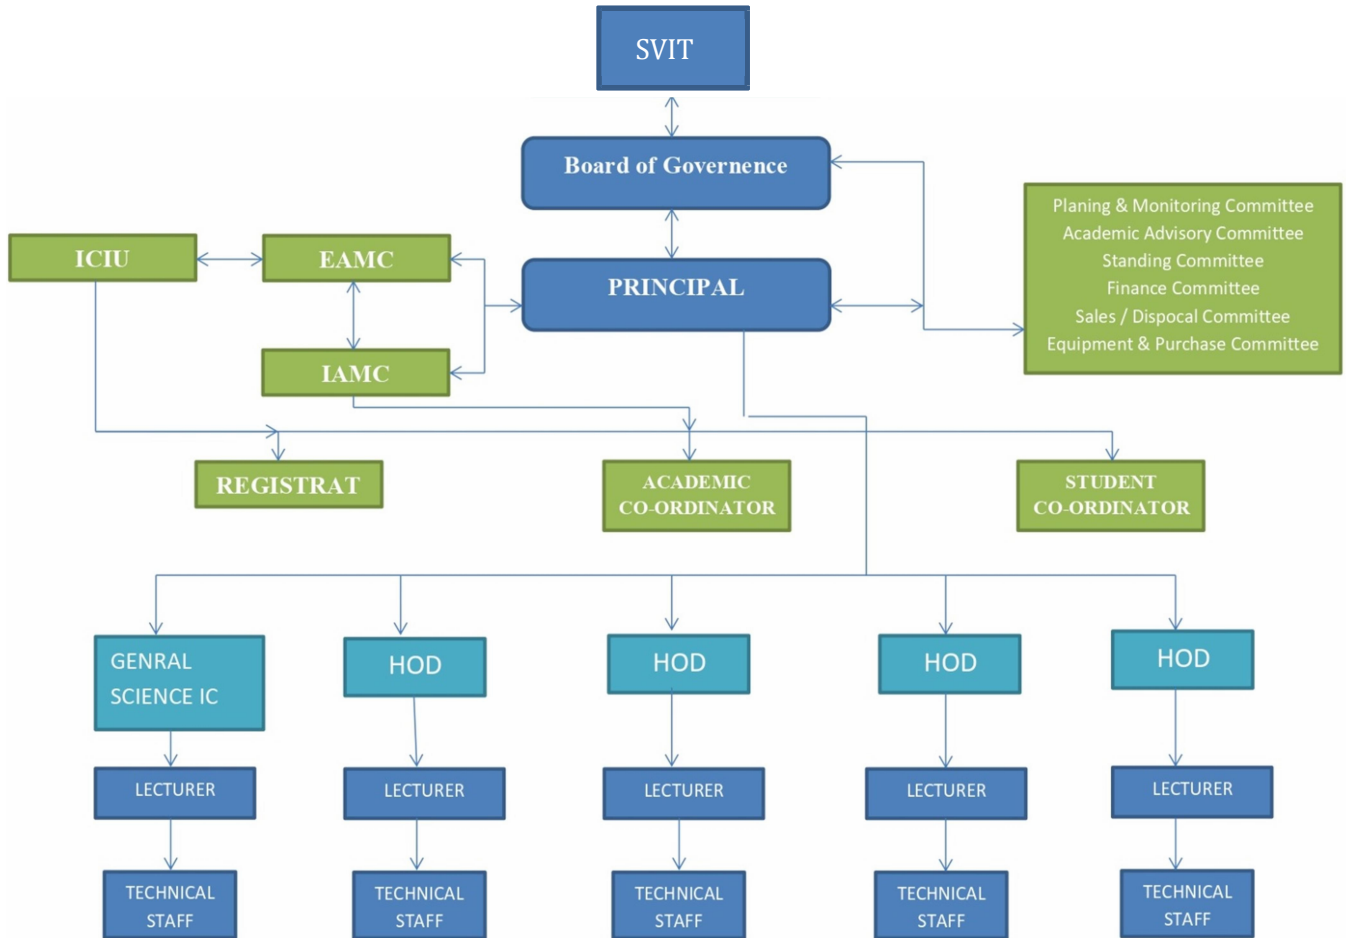 SVIT
Board of Governence
Planing & Monitoring Committee
Academic Advisory Committee
Standing Committee
Finance Committee
Sales / Dispocal Committee
Equipment & Purchase Committee
ICIU
EAMC
PRINCIPAL
IAMC
REGISTRAT
ACADEMIC
CO-ORDINATOR
STUDENT
CO-ORDINATOR
GENRAL
SCIENCE IC
HOD
HOD
HOD
HOD
LECTURER
LECTURER
LECTURER
LECTURER
LECTURER
TECHNICAL
STAFF
TECHNICAL
STAFF
TECHNICAL
STAFF
TECHNICAL
STAFF
TECHNICAL
STAFF